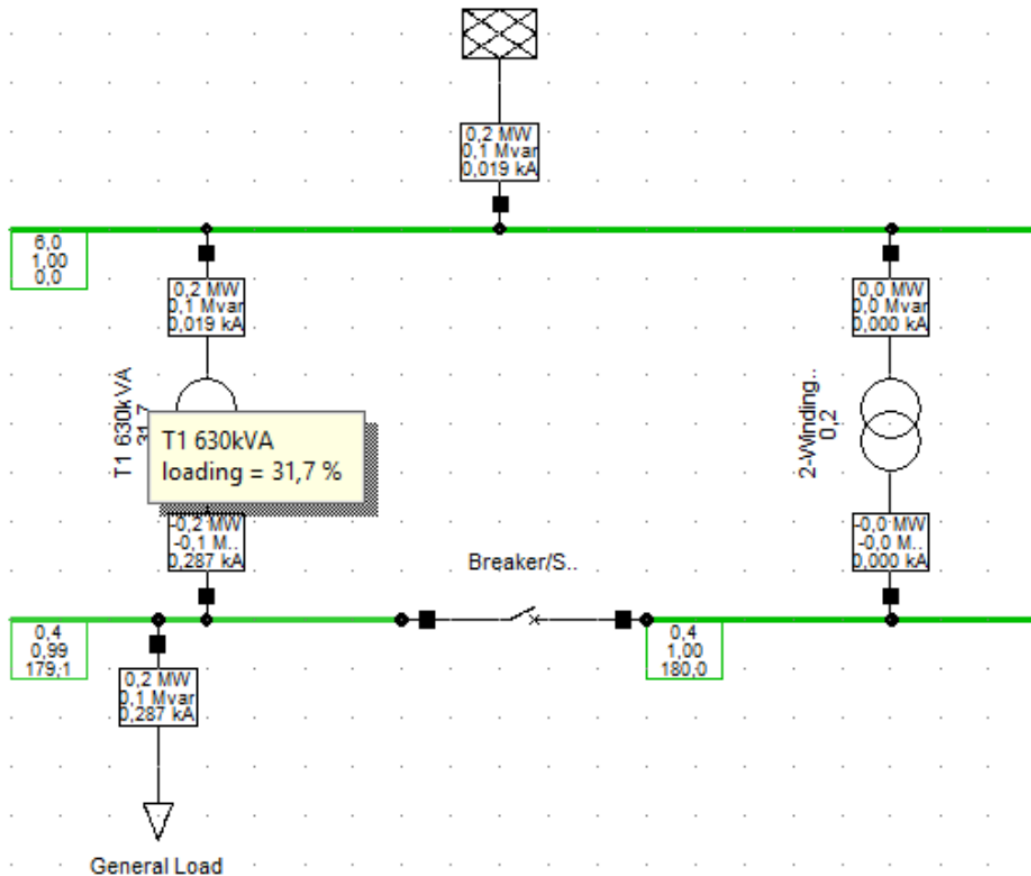 0,2 MW
0,1 Mvar
0,019 kA
6,0
1,00
0,0
0,2 MW
0,1 Mvar
0,019 kA
0,0 MW
0,0 Mvar
0,000 kA
T1 630kVA
31,7
T1 630kVA
loading = 31,7 %
2-Winding..
0,2
-0,2 MW
-0,1 M..
0,287 kA
-0,0 MW
-0,0 M..
0,000 kA
Breaker/S..
0,4
0,99
179,1
0,4
1,00
180,0
0,2 MW
0,1 Mvar
0,287 kA
General Load